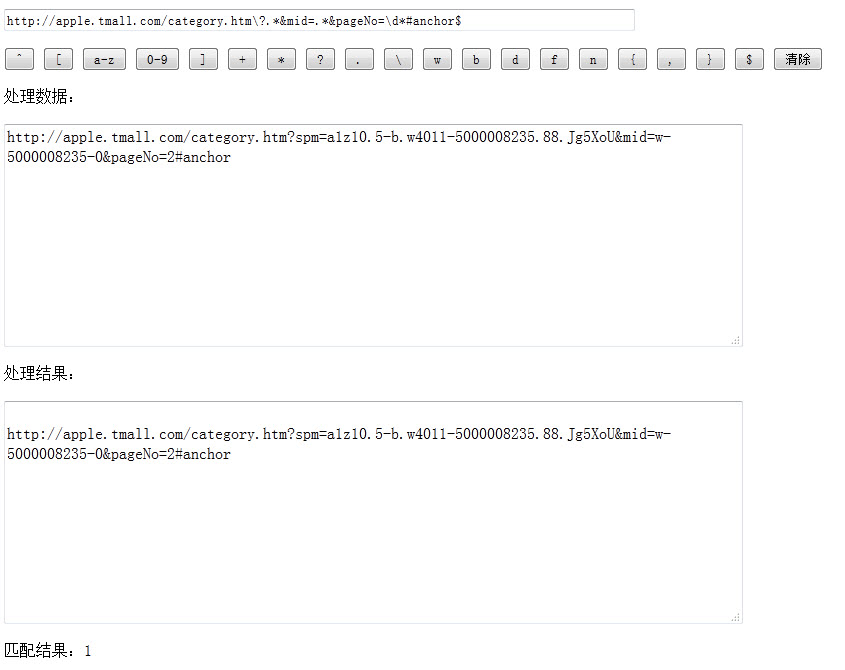 http://apple.tmall.com/category.htm\?.*&mid=.*&pageNo=\d*#anchor$
^ [ a-z 0-9 ] + * ? . \ w b d f n { , } $ 清除
处理数据：
http://apple.tmall.com/category.htm?spm=a1z10.5-b.w4011-5000008235.88.Jg5XoU&mid=w-
5000008235-0&pageNo=2#anchor
处理结果：
http://apple.tmall.com/category.htm?spm=a1z10.5-b.w4011-5000008235.88.Jg5XoU&mid=w-
5000008235-0&pageNo=2#anchor
匹配结果：1